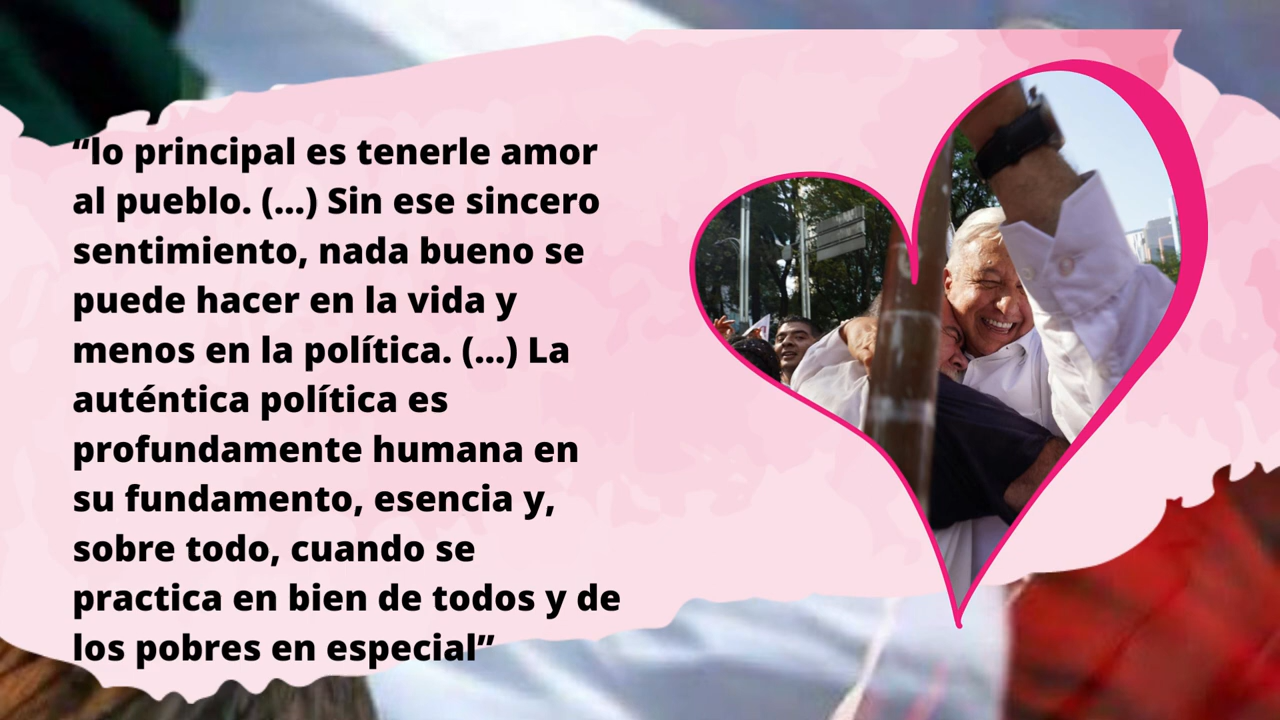 “lo principal es tenerle amor
al pueblo. (...) Sin ese sincero
sentimiento, nada bueno se
puede hacer en la vida y
menos en la política. (...) La
auténtica política es
profundamente humana en
su fundamento, esencia y,
sobre todo, cuando se
practica en bien de todos y de
los pobres en especial”